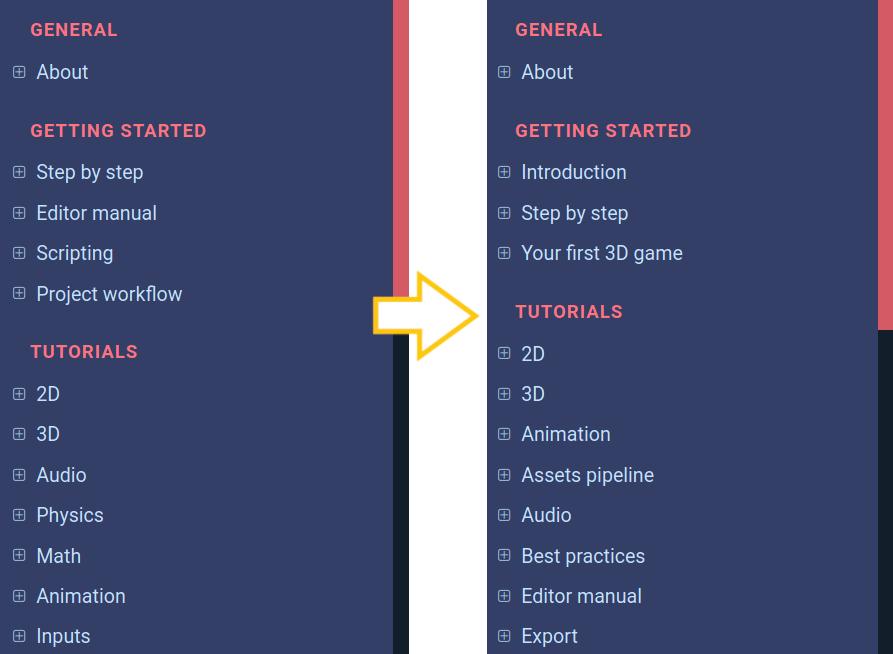 GENERAL
About
GETTING STARTED
Step by step
Editor manual
Scripting
Project workflow
TUTORIALS
2D
3D
Audio
Physics
Math
Animation
Inputs
GENERAL
About
GETTING STARTED
Introduction
Step by step
Your first 3D game
TUTORIALS
2D
3D
Animation
Assets pipeline
Audio
Best practices
Editor manual
Export